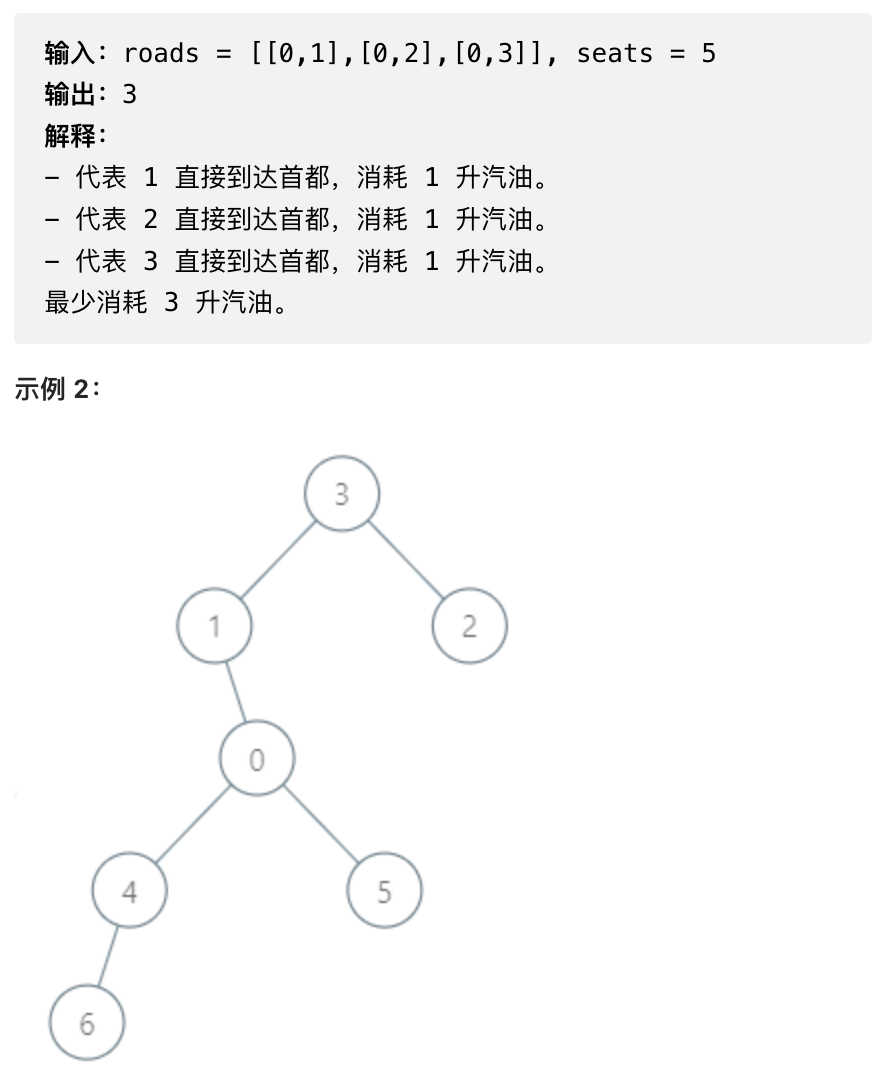 输入：roads = [[0,1],[0,2],[0,3]], seats = 5
输出：3
解释：
- 代表 1 直接到达首都，消耗 1 升汽油。
- 代表 2 直接到达首都，消耗 1 升汽油。
- 代表 3 直接到达首都，消耗 1 升汽油。
最少消耗 3 升汽油。
示例 2：
3
1 2
0
4 5
6